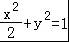 x²/2 + y² = 1